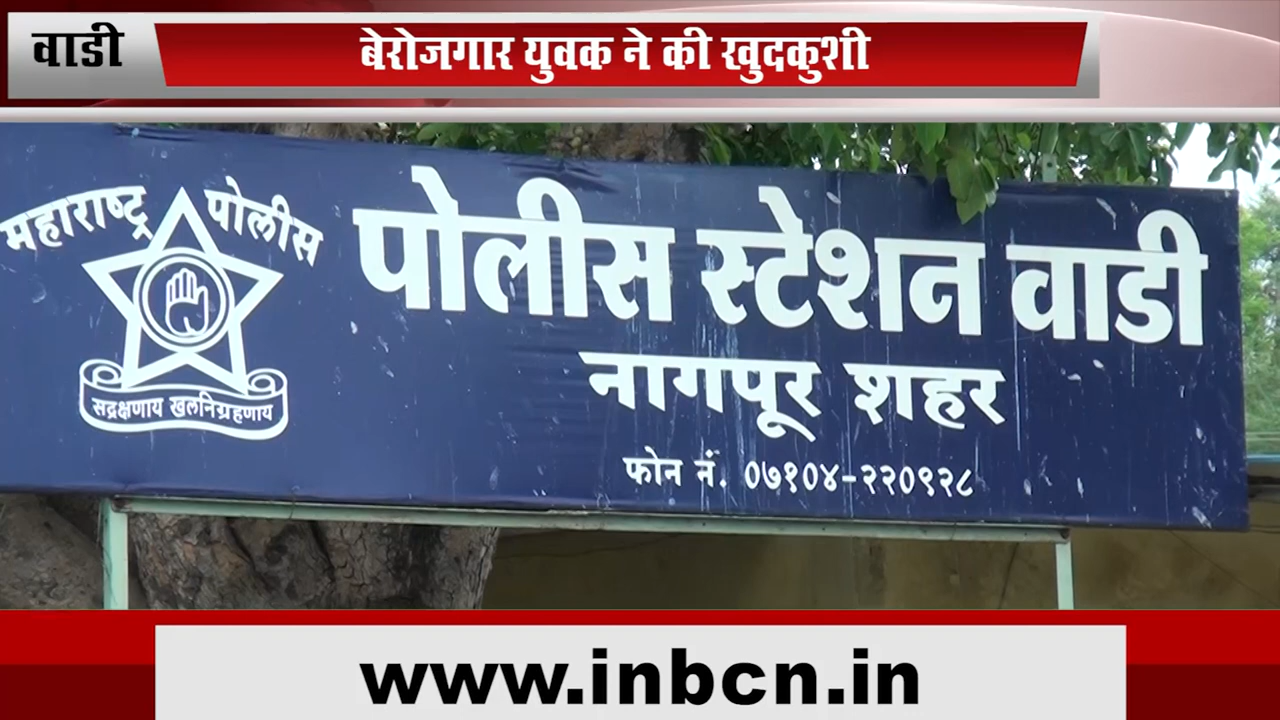 वाडी
बेरोजगार युवक ने की खुदकुशी
महाराष्ट्र पोलीस
पोलीस स्टेशन वाडी
नागपूर शहर
सद्रक्षणाय खलनिग्रहणाय
फोन नं. ०७१०४-२२०९२८
www.inbcn.in